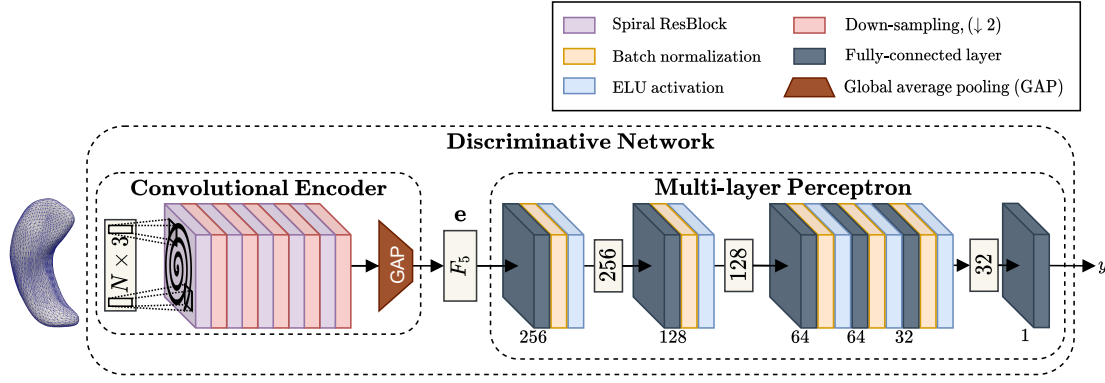 Spiral ResBlock
Down-sampling, (↓ 2)
Batch normalization
Fully-connected layer
ELU activation
Global average pooling (GAP)
Discriminative Network
Convolutional Encoder
Multi-layer Perceptron
N × 3
GAP
e
F₅
256
128
32
y
256
128
64
64
32
1